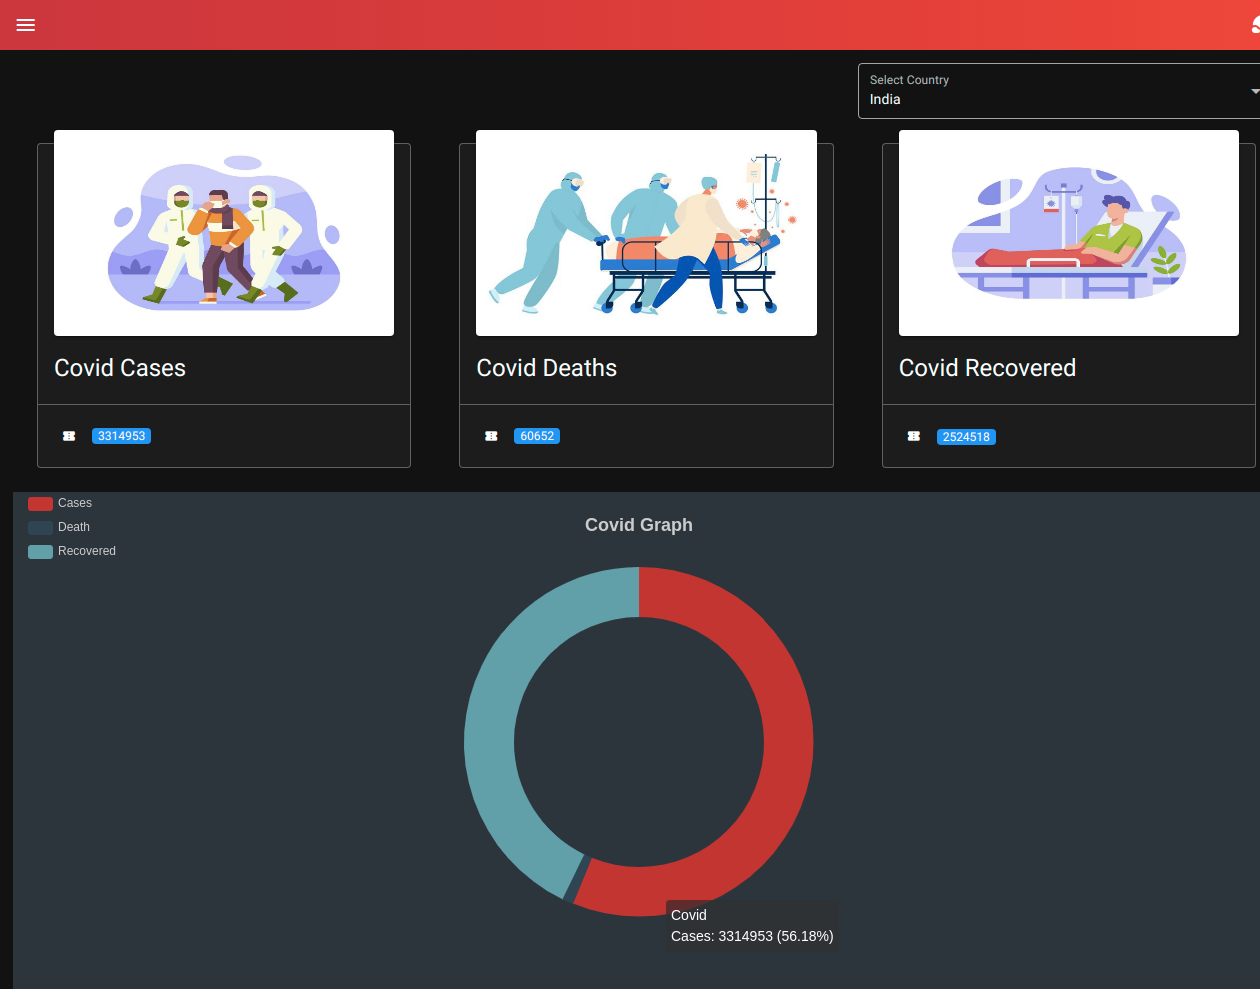 Select Country
India
Covid Cases
3314953
Covid Deaths
60652
Covid Recovered
2524518
Cases
Death
Recovered
Covid Graph
Covid
Cases: 3314953 (56.18%)